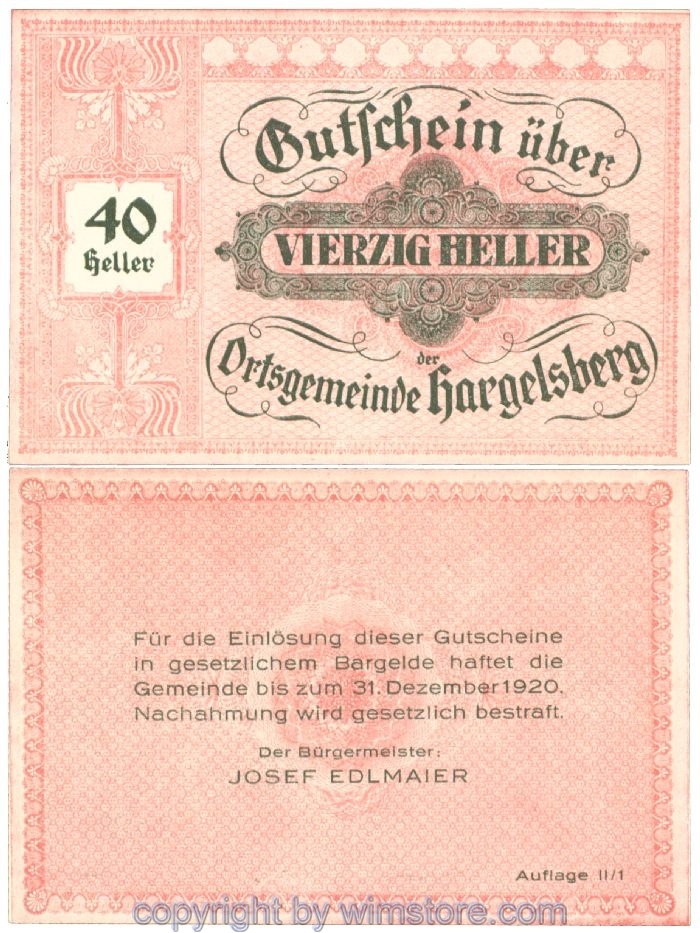 Gutschein über
40
Heller
VIERZIG HELLER
der
Ortsgemeinde Hargelsberg
Für die Einlösung dieser Gutscheine
in gesetzlichem Bargelde haftet die
Gemeinde bis zum 31. Dezember 1920.
Nachahmung wird gesetzlich bestraft.
Der Bürgermeister:
JOSEF EDLMAIER
Auflage II/1
copyright by wimstore.com